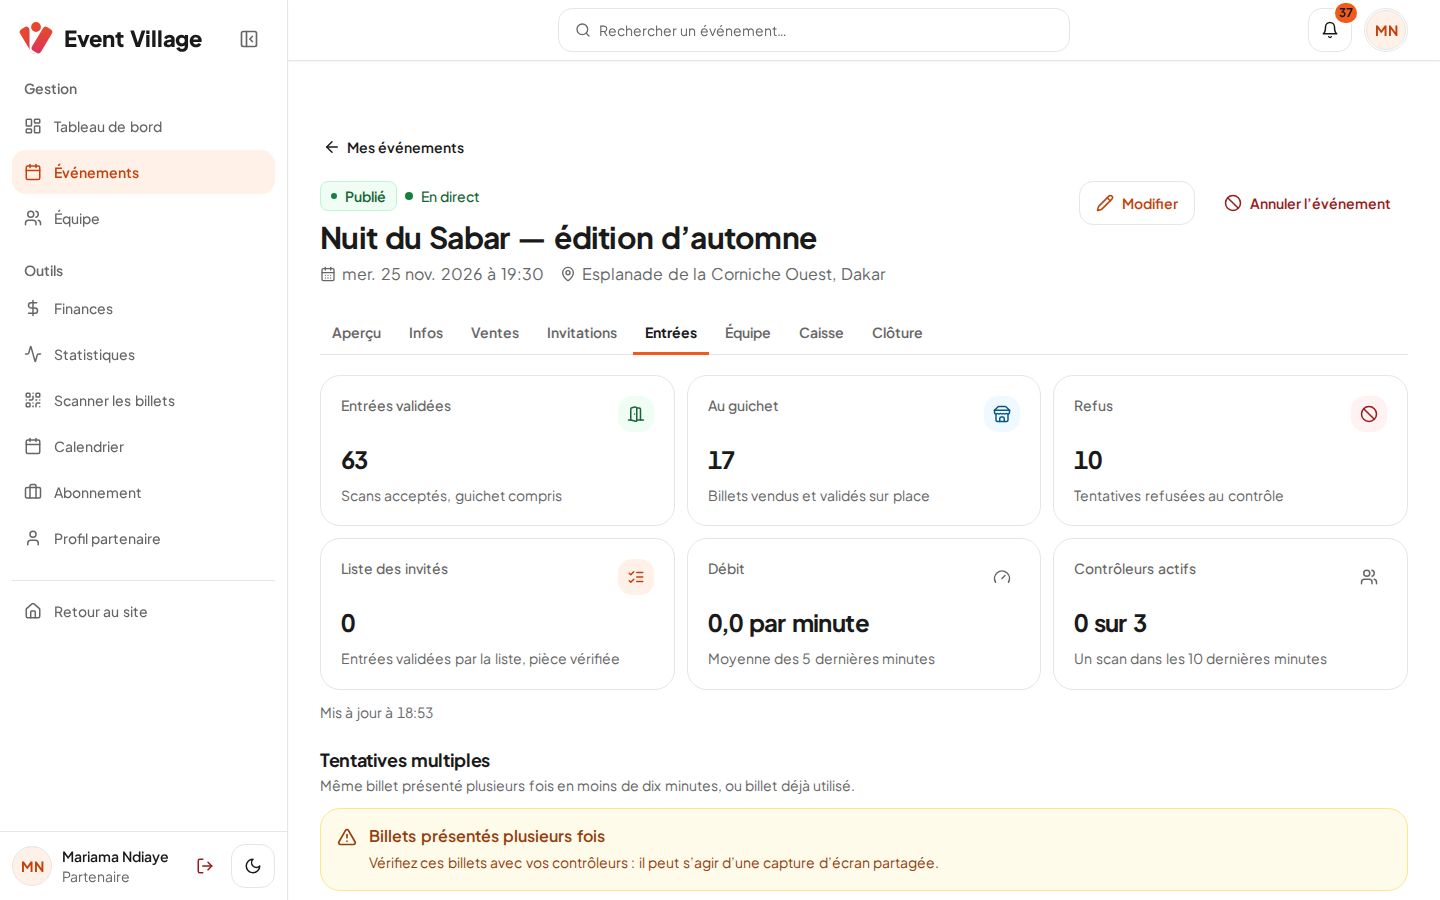 Event Village
Gestion
Tableau de bord
Événements
Équipe
Outils
Finances
Statistiques
Scanner les billets
Calendrier
Abonnement
Profil partenaire
Retour au site
MN
Mariama Ndiaye
Partenaire
Rechercher un événement…
37
MN
Mes événements
Publié
En direct
Modifier
Annuler l’événement
Nuit du Sabar — édition d’automne
mer. 25 nov. 2026 à 19:30
Esplanade de la Corniche Ouest, Dakar
Aperçu
Infos
Ventes
Invitations
Entrées
Équipe
Caisse
Clôture
Entrées validées
63
Scans acceptés, guichet compris
Au guichet
17
Billets vendus et validés sur place
Refus
10
Tentatives refusées au contrôle
Liste des invités
0
Entrées validées par la liste, pièce vérifiée
Débit
0,0 par minute
Moyenne des 5 dernières minutes
Contrôleurs actifs
0 sur 3
Un scan dans les 10 dernières minutes
Mis à jour à 18:53
Tentatives multiples
Même billet présenté plusieurs fois en moins de dix minutes, ou billet déjà utilisé.
Billets présentés plusieurs fois
Vérifiez ces billets avec vos contrôleurs : il peut s’agir d’une capture d’écran partagée.